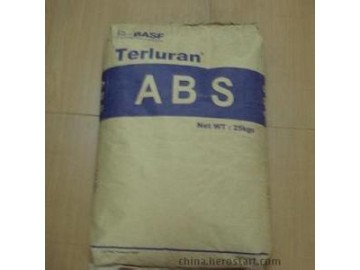 BASF
Terluran®
ABS
Net WT : 25kgs
china.herostart.com